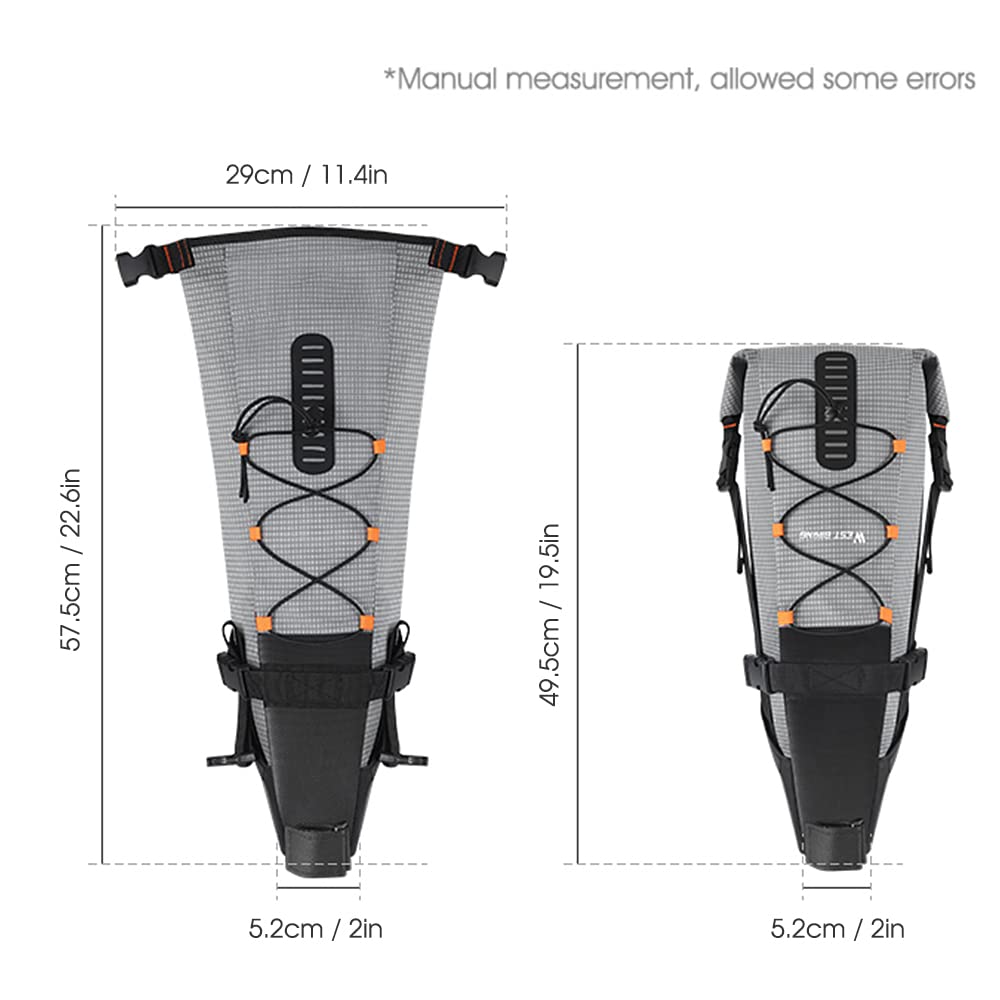 *Manual measurement, allowed some errors
29cm / 11.4in
57.5cm / 22.6in
49.5cm / 19.5in
WEST BIKING
5.2cm / 2in
5.2cm / 2in